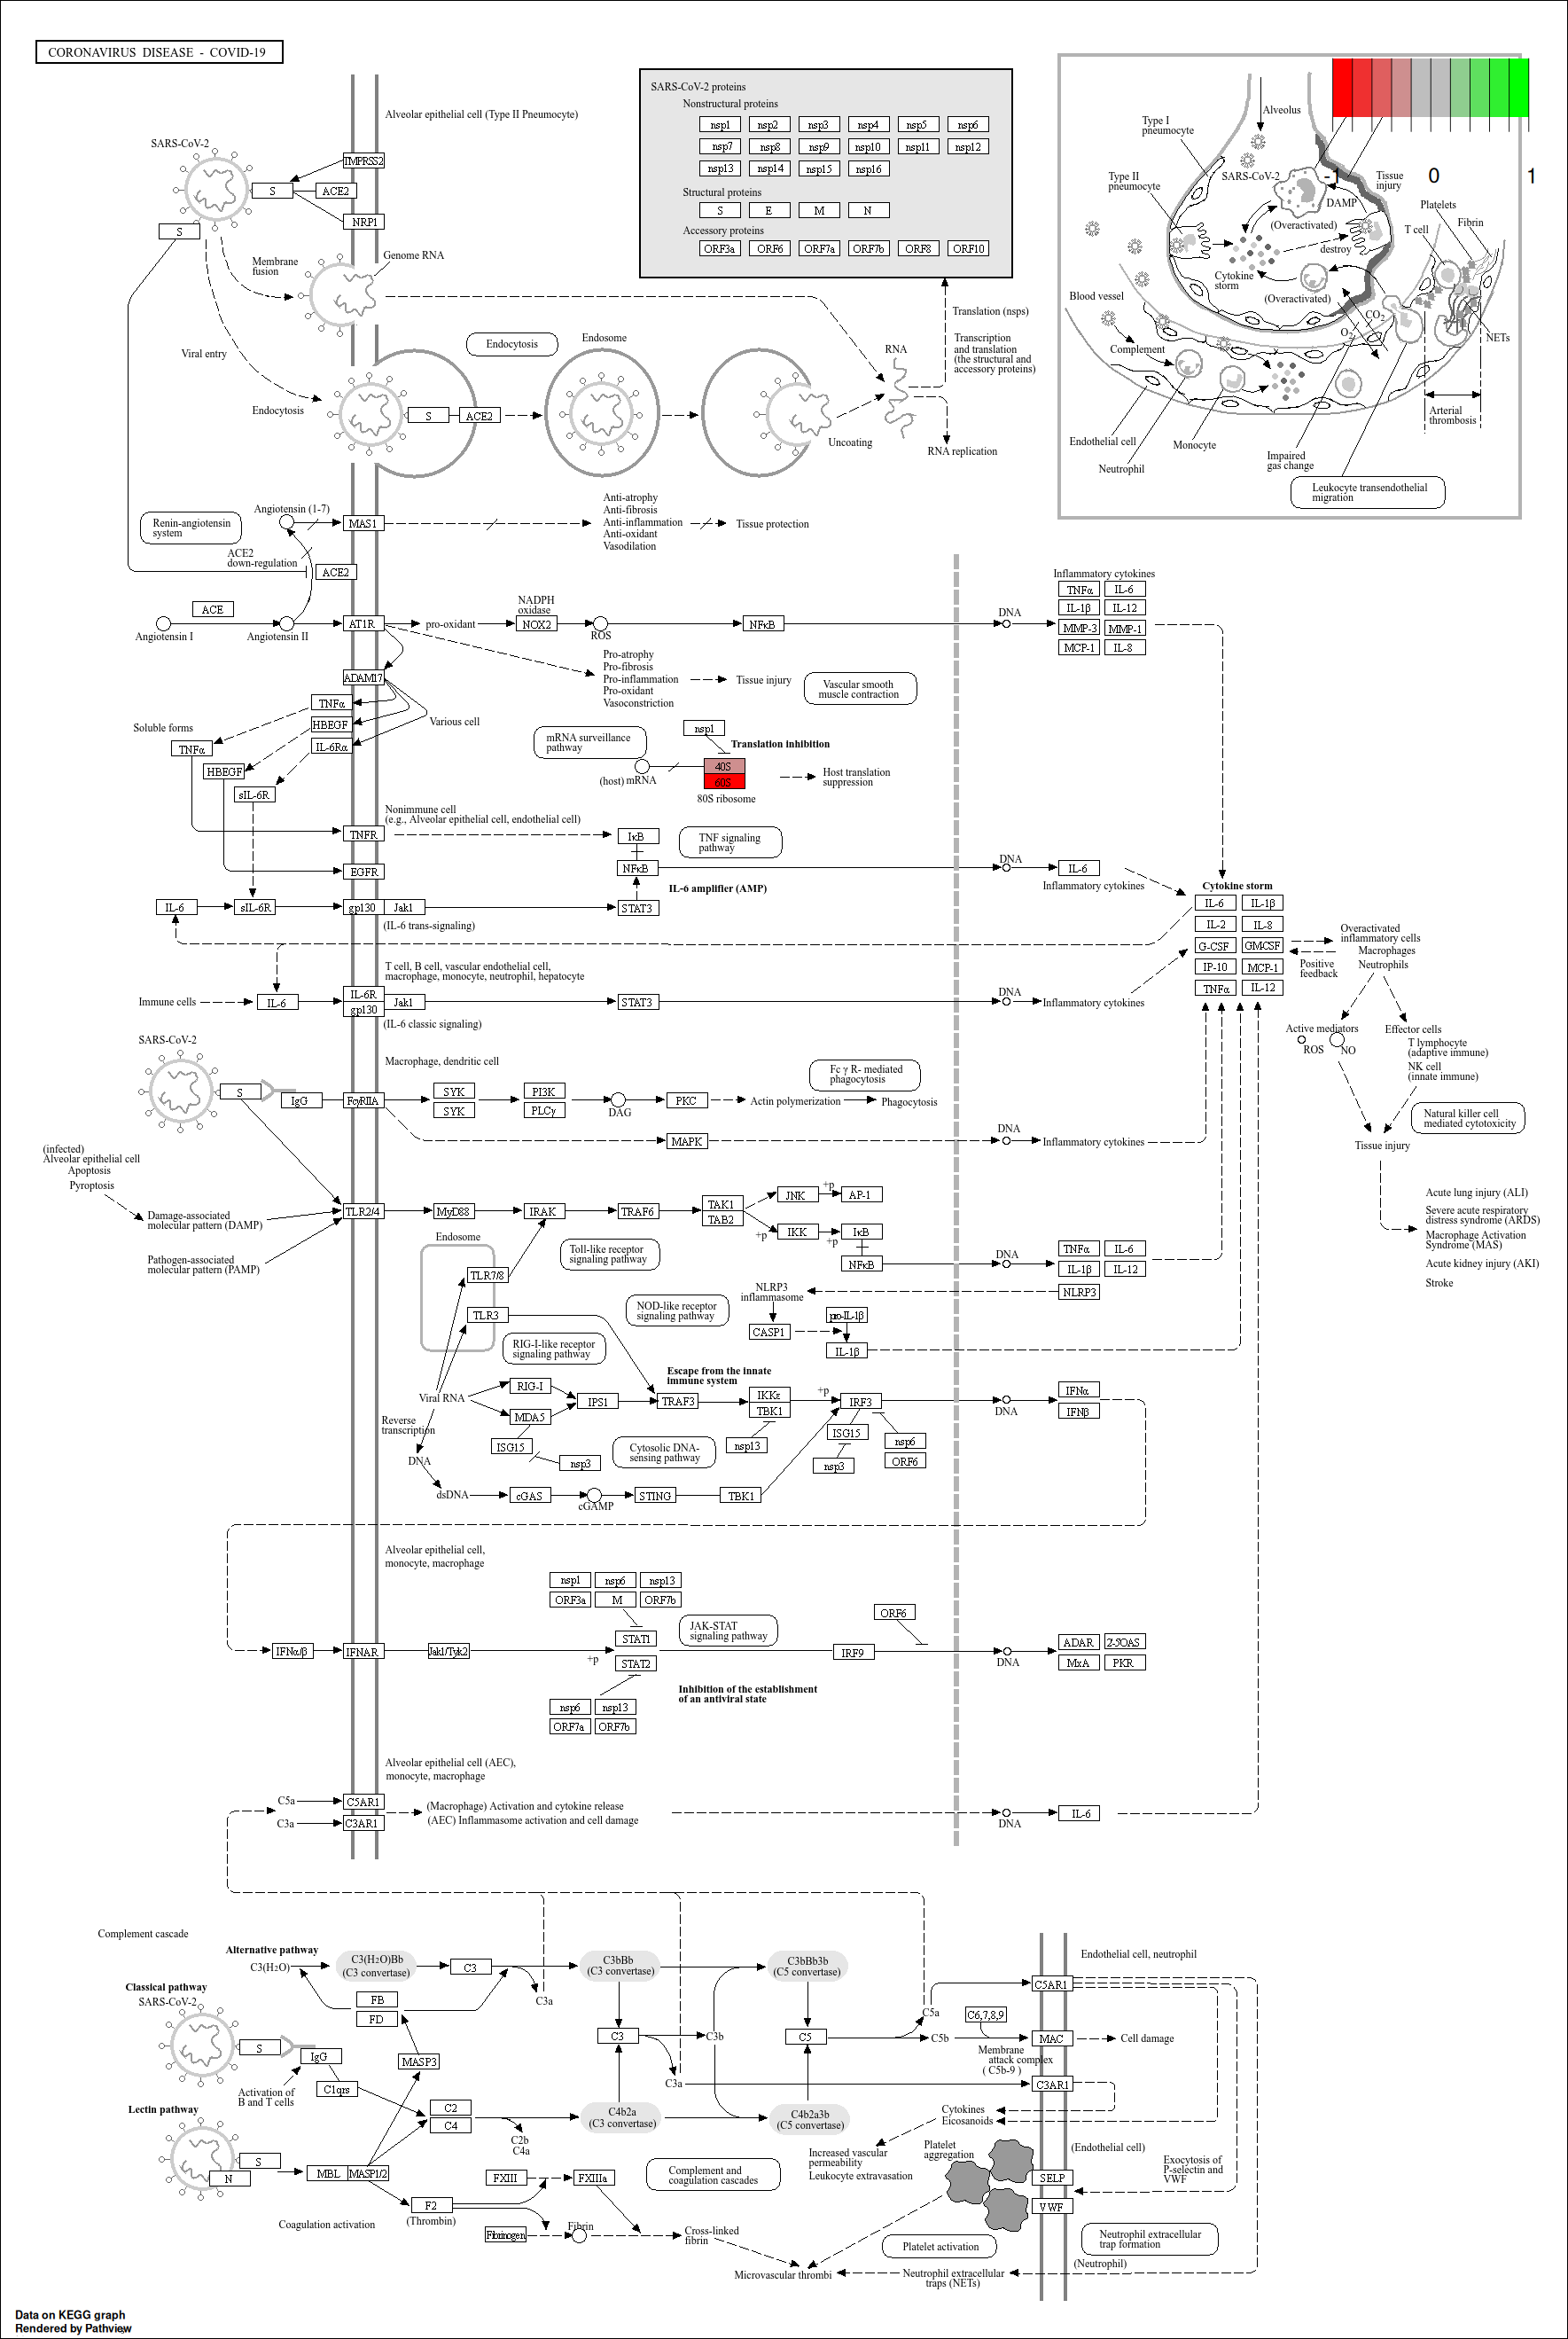 CORONAVIRUS DISEASE - COVID-19
Alveolar epithelial cell (Type II Pneumocyte)
SARS-CoV-2
TMPRSS2
S
ACE2
NRP1
S
Membrane
fusion
Genome RNA
Viral entry
Endocytosis
Endocytosis
Endosome
S
ACE2
Uncoating
RNA
RNA replication
Translation (nsps)
Transcription
and translation
(the structural and
accessory proteins)
SARS-CoV-2 proteins
Nonstructural proteins
nsp1 nsp2 nsp3 nsp4 nsp5 nsp6
nsp7 nsp8 nsp9 nsp10 nsp11 nsp12
nsp13 nsp14 nsp15 nsp16
Structural proteins
S E M N
Accessory proteins
ORF3a ORF6 ORF7a ORF7b ORF8 ORF10
-1 0 1
Alveolus
Type I
pneumocyte
Type II
pneumocyte
SARS-CoV-2
DAMP
Tissue
injury
(Overactivated)
destroy
Cytokine
storm
(Overactivated)
Platelets
Fibrin
T cell
Blood vessel
Complement
O2
CO2
NETs
Arterial
thrombosis
Endothelial cell
Neutrophil
Monocyte
Impaired
gas change
Leukocyte transendothelial
migration
Renin-angiotensin
system
Angiotensin (1-7)
MAS1
Anti-atrophy
Anti-fibrosis
Anti-inflammation
Anti-oxidant
Vasodilation
Tissue protection
ACE2
down-regulation
ACE2
ACE
Angiotensin I
Angiotensin II
AT1R
pro-oxidant
NADPH
oxidase
NOX2
ROS
NFκB
DNA
Inflammatory cytokines
TNFα IL-6
IL-1β IL-12
MMP-3 MMP-1
MCP-1 IL-8
Pro-atrophy
Pro-fibrosis
Pro-inflammation
Pro-oxidant
Vasoconstriction
Tissue injury
Vascular smooth
muscle contraction
ADAM17
TNFα
HBEGF
IL-6Rα
Various cell
Soluble forms
TNFα
HBEGF
sIL-6R
mRNA surveillance
pathway
nsp1
Translation inhibition
(host) mRNA
40S
60S
80S ribosome
Host translation
suppression
Nonimmune cell
(e.g., Alveolar epithelial cell, endothelial cell)
TNFR
IκB
TNF signaling
pathway
EGFR
NFκB
IL-6 amplifier (AMP)
DNA
IL-6
Inflammatory cytokines
IL-6
sIL-6R
gp130
Jak1
STAT3
(IL-6 trans-signaling)
Cytokine storm
IL-6 IL-1β
IL-2 IL-8
G-CSF GMCSF
IP-10 MCP-1
TNFα IL-12
Positive
feedback
Overactivated
inflammatory cells
Macrophages
Neutrophils
T cell, B cell, vascular endothelial cell,
macrophage, monocyte, neutrophil, hepatocyte
Immune cells
IL-6
IL-6R
gp130
Jak1
STAT3
DNA
Inflammatory cytokines
(IL-6 classic signaling)
Active mediators
ROS
NO
Effector cells
T lymphocyte
(adaptive immune)
NK cell
(innate immune)
Natural killer cell
mediated cytotoxicity
Tissue injury
Acute lung injury (ALI)
Severe acute respiratory
distress syndrome (ARDS)
Macrophage Activation
Syndrome (MAS)
Acute kidney injury (AKI)
Stroke
SARS-CoV-2
Macrophage, dendritic cell
S
IgG
FcγRIIA
SYK
SYK
PI3K
PLCγ
DAG
PKC
Actin polymerization
Phagocytosis
Fc γ R- mediated
phagocytosis
MAPK
DNA
Inflammatory cytokines
(infected)
Alveolar epithelial cell
Apoptosis
Pyroptosis
Damage-associated
molecular pattern (DAMP)
Pathogen-associated
molecular pattern (PAMP)
TLR2/4
MyD88
IRAK
TRAF6
TAK1
TAB2
JNK
+p
AP-1
+p
IKK
+p
IκB
NFκB
DNA
TNFα IL-6
IL-1β IL-12
NLRP3
Endosome
TLR7/8
TLR3
Toll-like receptor
signaling pathway
NOD-like receptor
signaling pathway
NLRP3
inflammasome
CASP1
pro-IL-1β
IL-1β
RIG-I-like receptor
signaling pathway
Escape from the innate
immune system
Viral RNA
RIG-I
MDA5
IPS1
TRAF3
IKKε
TBK1
+p
IRF3
DNA
IFNα
IFNβ
Reverse
transcription
ISG15
nsp3
Cytosolic DNA-
sensing pathway
nsp13
ISG15
nsp3
nsp6
ORF6
DNA
dsDNA
cGAS
cGAMP
STING
TBK1
Alveolar epithelial cell,
monocyte, macrophage
nsp1 nsp6 nsp13
ORF3a M ORF7b
JAK-STAT
signaling pathway
ORF6
IFNα/β
IFNAR
Jak1/Tyk2
+p
STAT1
STAT2
IRF9
DNA
ADAR 2-5OAS
MxA PKR
Inhibition of the establishment
of an antiviral state
nsp6 nsp13
ORF7a ORF7b
Alveolar epithelial cell (AEC),
monocyte, macrophage
C5a
C3a
C5AR1
C3AR1
(Macrophage) Activation and cytokine release
(AEC) Inflammasome activation and cell damage
DNA
IL-6
Complement cascade
Alternative pathway
C3(H2O)
C3(H2O)Bb
(C3 convertase)
C3
C3a
C3bBb
(C3 convertase)
C3bBb3b
(C5 convertase)
Endothelial cell, neutrophil
C5AR1
Classical pathway
SARS-CoV-2
FB
FD
S
IgG
Activation of
B and T cells
C1qrs
MASP3
C3
C3b
C3a
C5
C5a
C5b
C6,7,8,9
MAC
Cell damage
Membrane
attack complex
( C5b-9 )
C3AR1
Lectin pathway
C2
C4
C2b
C4a
C4b2a
(C3 convertase)
C4b2a3b
(C5 convertase)
Cytokines
Eicosanoids
Increased vascular
permeability
Leukocyte extravasation
Platelet
aggregation
(Endothelial cell)
SELP
VWF
Exocytosis of
P-selectin and
VWF
S
N
MBL
MASP1/2
F2
(Thrombin)
Coagulation activation
FXIII
FXIIIa
Fibrinogen
Fibrin
Cross-linked
fibrin
Complement and
coagulation cascades
Platelet activation
Neutrophil extracellular
trap formation
(Neutrophil)
Microvascular thrombi
Neutrophil extracellular
traps (NETs)
Data on KEGG graph
Rendered by Pathview